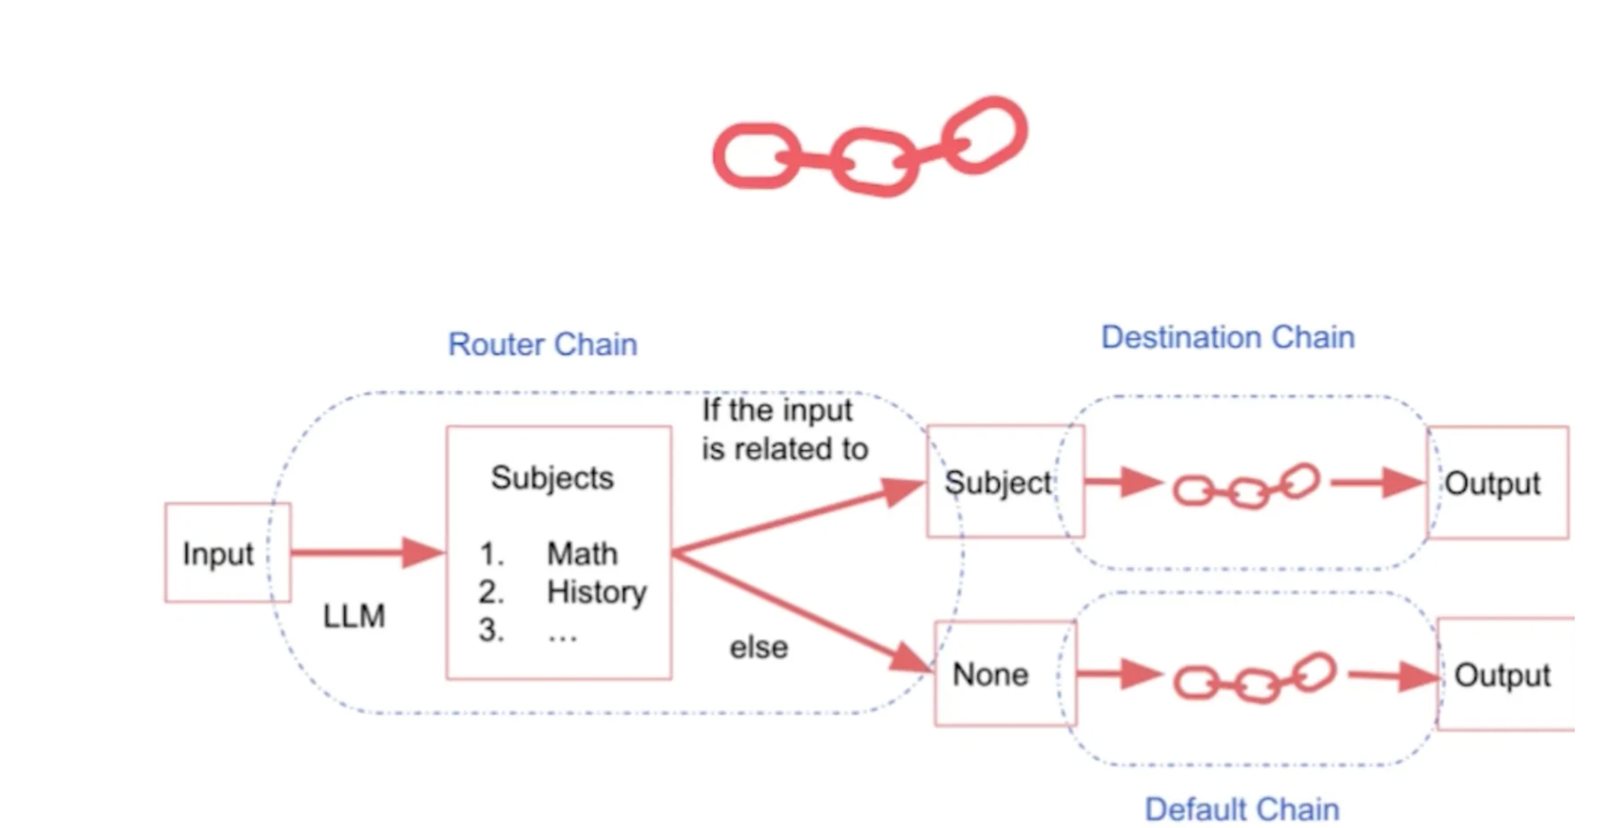 Router Chain
Destination Chain
If the input
is related to
Subjects
Subject
Output
Input
1. Math
2. History
3. ...
LLM
else
None
Output
Default Chain